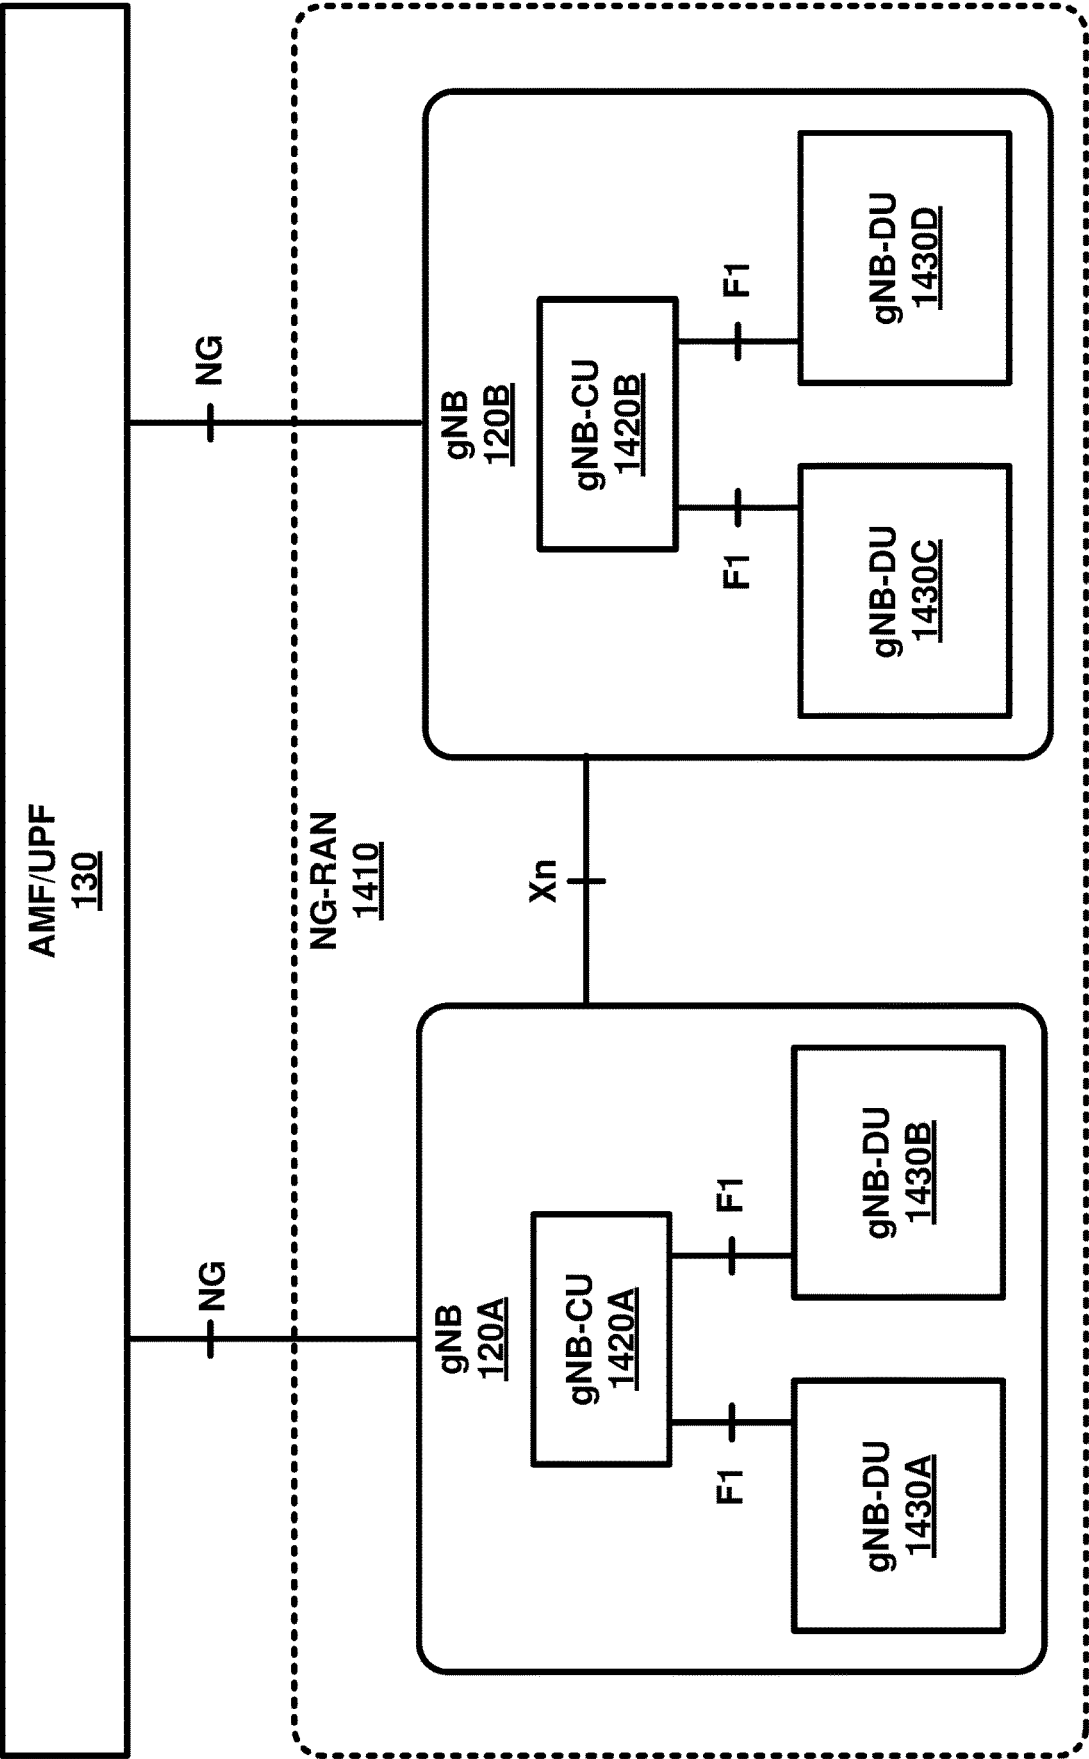 AMF/UPF
130
NG
NG
NG-RAN
1410
gNB
120A
gNB-CU
1420A
F1
F1
gNB-DU
1430A
gNB-DU
1430B
Xn
gNB
120B
gNB-CU
1420B
F1
F1
gNB-DU
1430C
gNB-DU
1430D